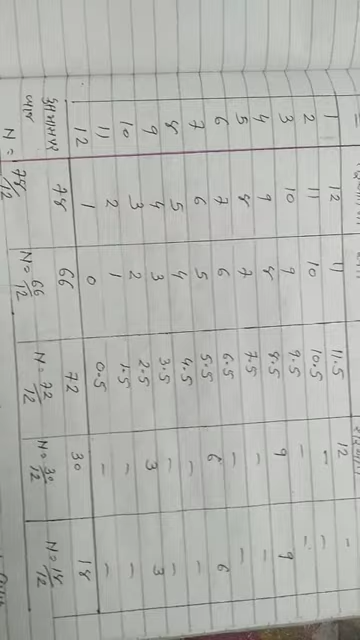 1 12 11 11.5 12 -
2 11 10 10.5 - -
3 10 9 9.5 - -
4 9 8 8.5 9 9
5 8 7 7.5 - -
6 7 6 6.5 - -
7 6 5 5.5 6 6
8 5 4 4.5 - -
9 4 3 3.5 - -
10 3 2 2.5 3 3
11 2 1 1.5 - -
12 1 0 0.5 - -
78 66 72 30 18
N = 78/12 N = 66/12 N = 72/12 N = 30/12 N = 18/12